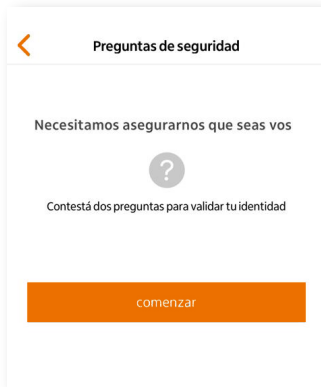 Preguntas de seguridad
Necesitamos asegurarnos que seas vos
?
Contestá dos preguntas para validar tu identidad
comenzar